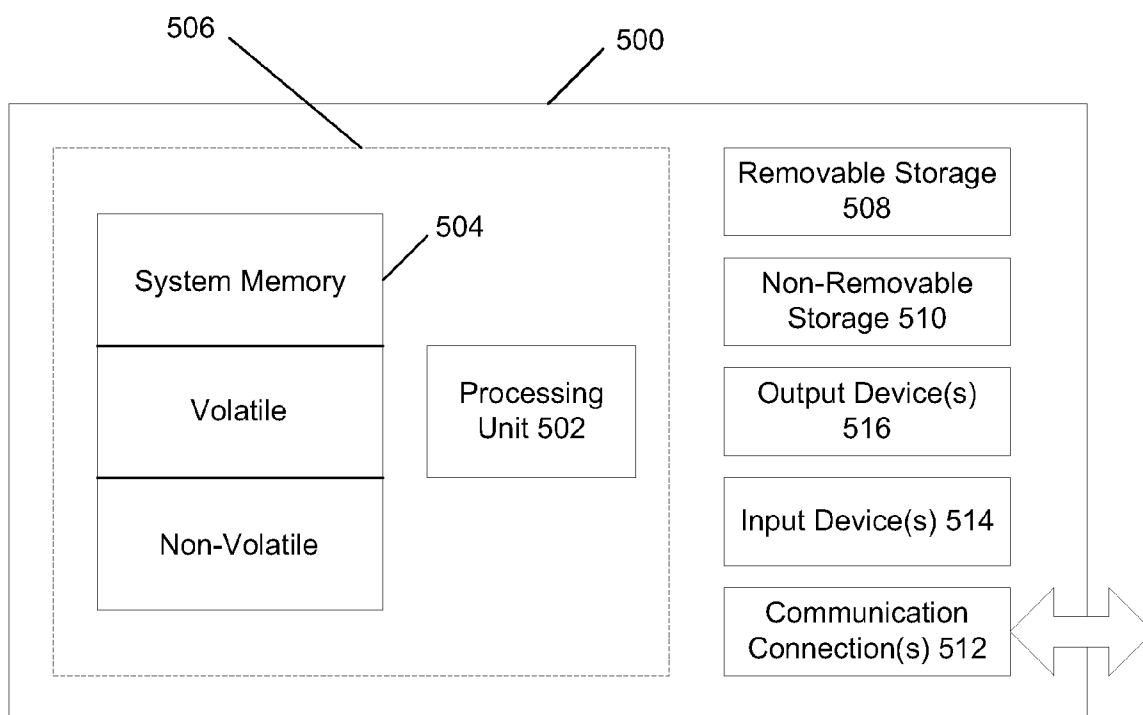 506
500
504
System Memory
Volatile
Non-Volatile
Processing
Unit 502
Removable Storage
508
Non-Removable
Storage 510
Output Device(s)
516
Input Device(s) 514
Communication
Connection(s) 512